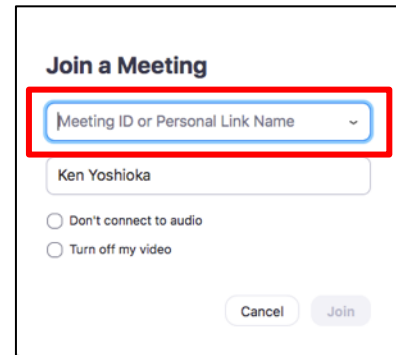 Join a Meeting
Meeting ID or Personal Link Name
Ken Yoshioka
Don't connect to audio
Turn off my video
Cancel Join